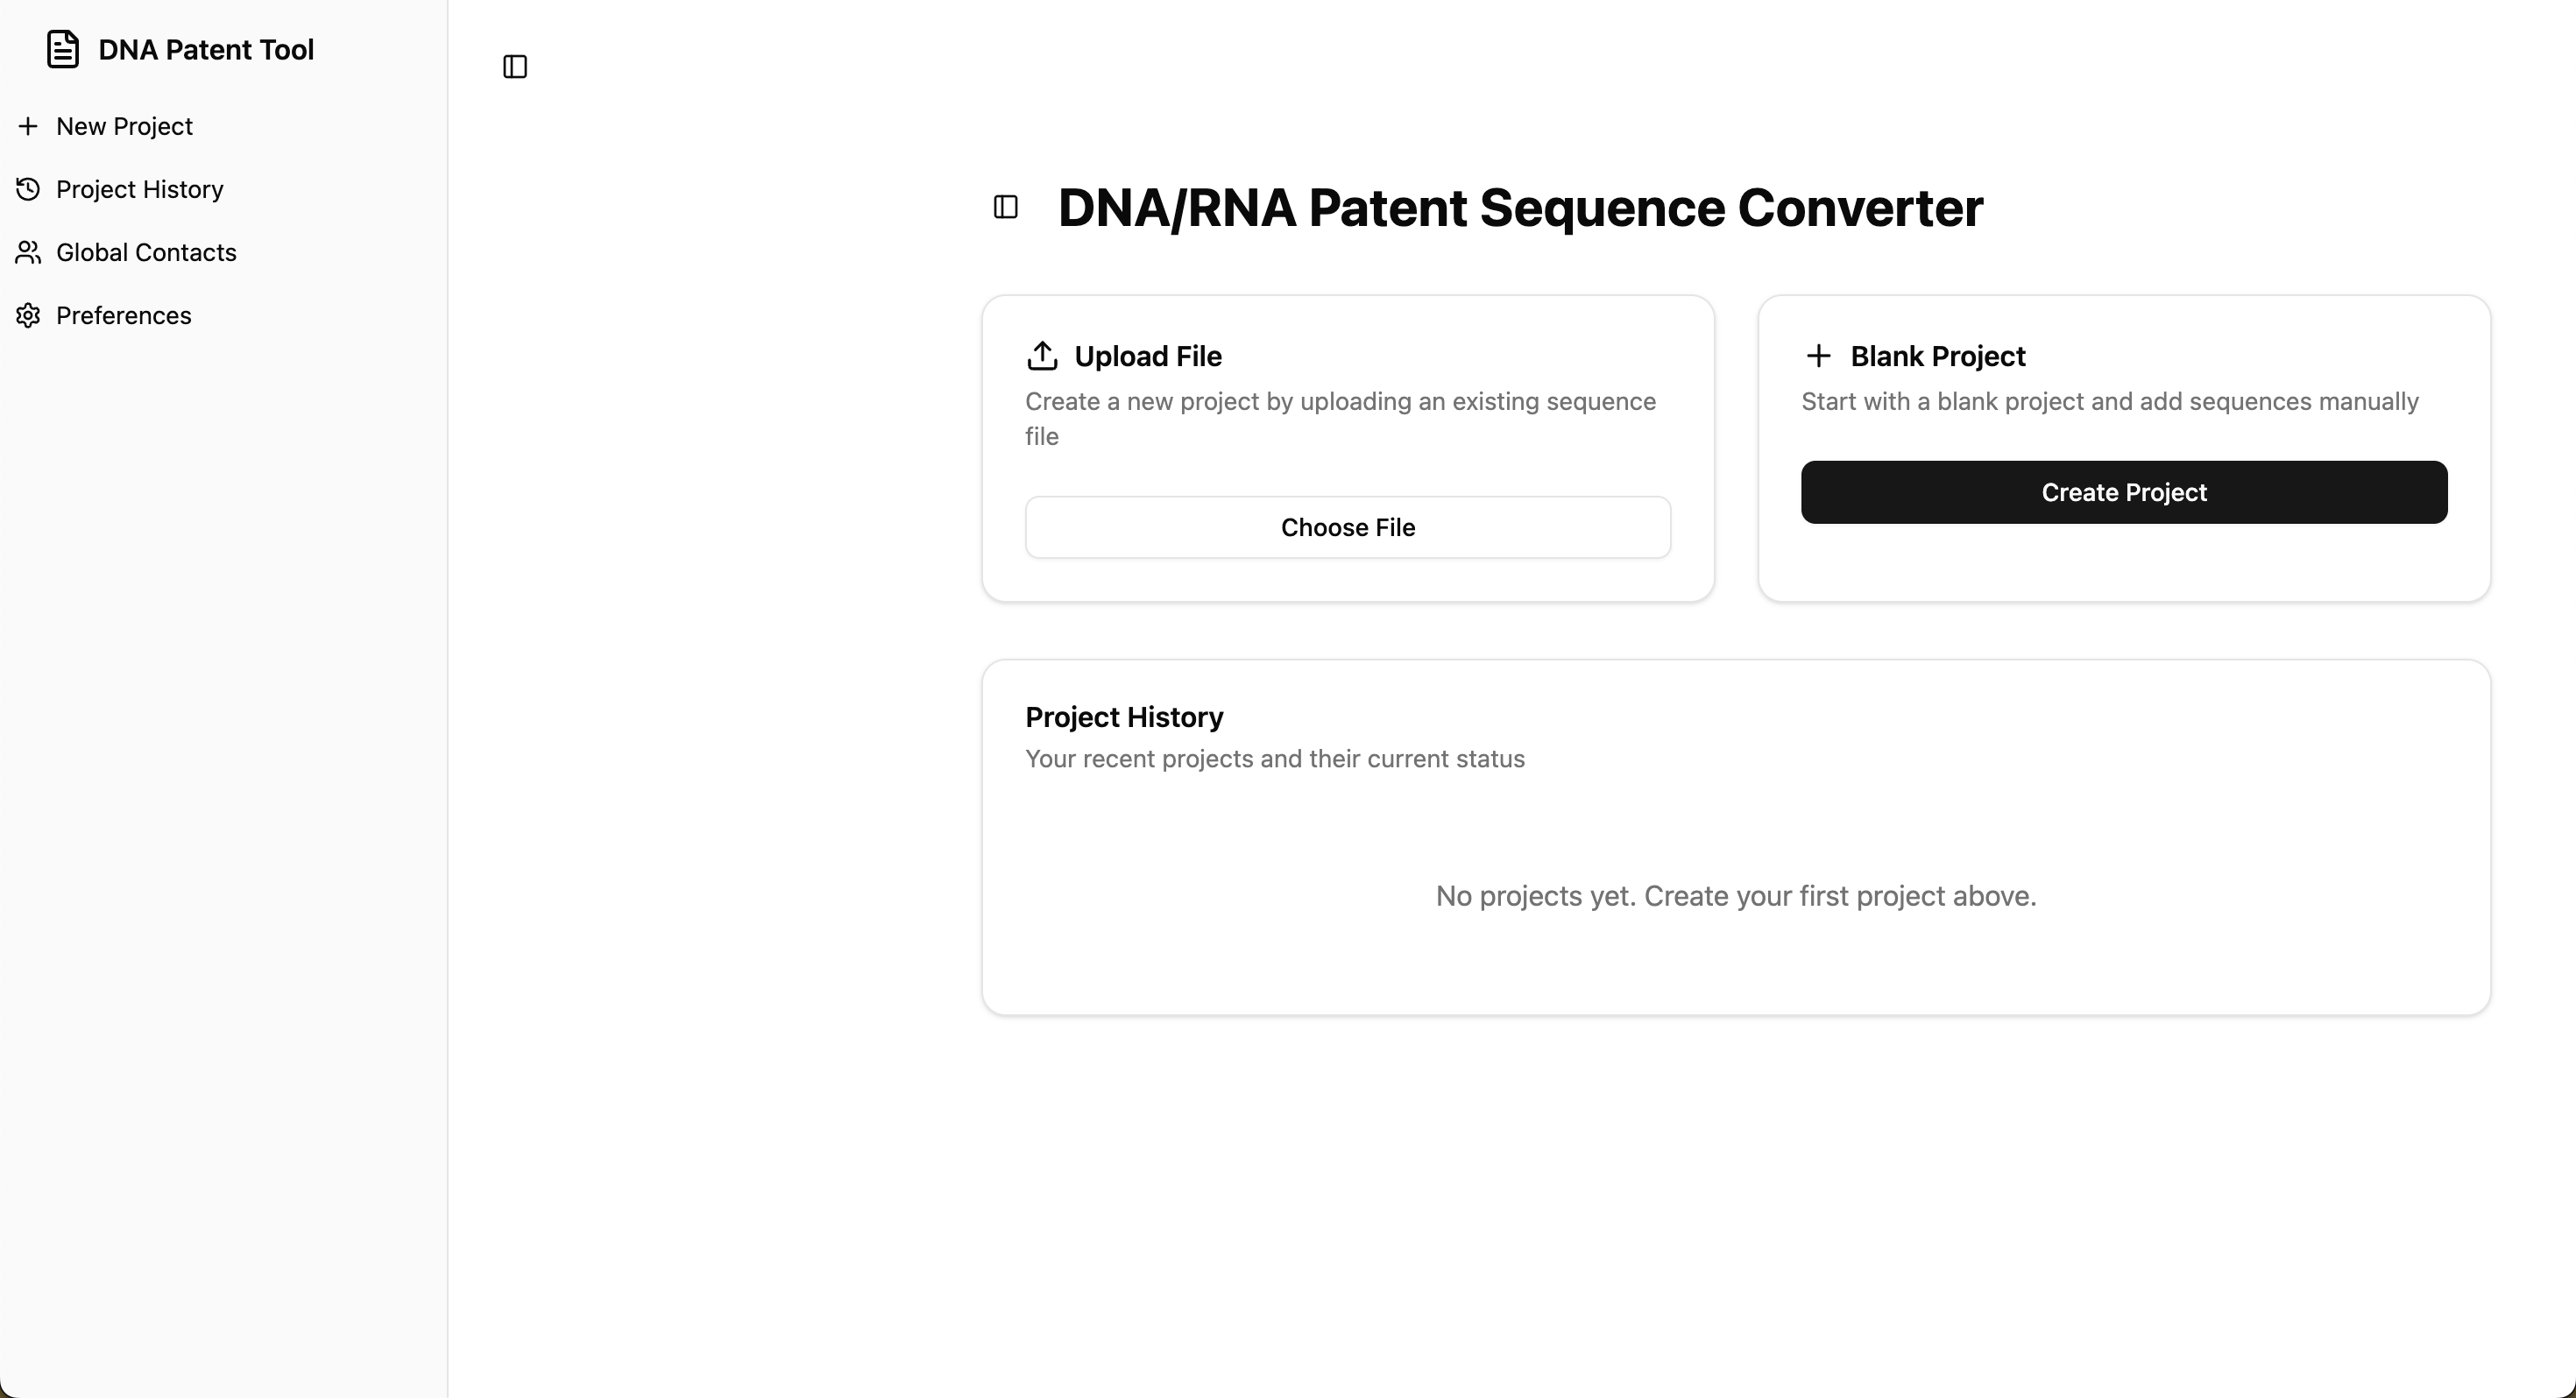 DNA Patent Tool
New Project
Project History
Global Contacts
Preferences
DNA/RNA Patent Sequence Converter
Upload File
Create a new project by uploading an existing sequence
file
Choose File
Blank Project
Start with a blank project and add sequences manually
Create Project
Project History
Your recent projects and their current status
No projects yet. Create your first project above.